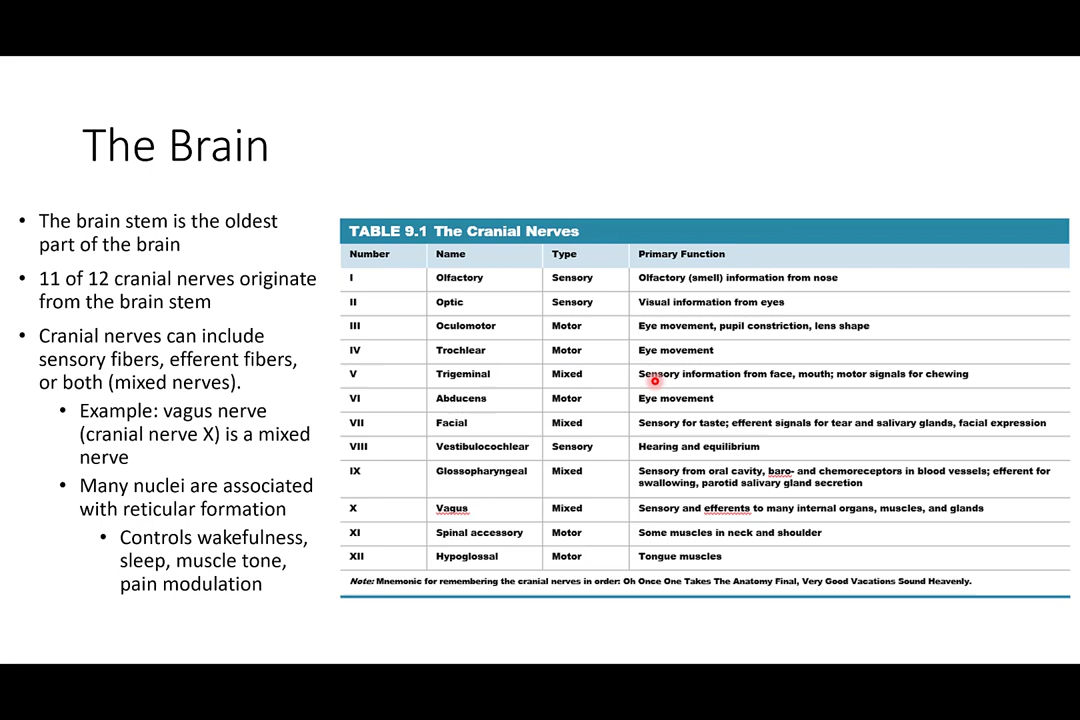 The Brain
• The brain stem is the oldest
part of the brain
• 11 of 12 cranial nerves originate
from the brain stem
• Cranial nerves can include
sensory fibers, efferent fibers,
or both (mixed nerves).
• Example: vagus nerve
(cranial nerve X) is a mixed
nerve
• Many nuclei are associated
with reticular formation
• Controls wakefulness,
sleep, muscle tone,
pain modulation
TABLE 9.1 The Cranial Nerves
Number Name Type Primary Function
I Olfactory Sensory Olfactory (smell) information from nose
II Optic Sensory Visual information from eyes
III Oculomotor Motor Eye movement, pupil constriction, lens shape
IV Trochlear Motor Eye movement
V Trigeminal Mixed Sensory information from face, mouth; motor signals for chewing
VI Abducens Motor Eye movement
VII Facial Mixed Sensory for taste; efferent signals for tear and salivary glands, facial expression
VIII Vestibulocochlear Sensory Hearing and equilibrium
IX Glossopharyngeal Mixed Sensory from oral cavity, baro- and chemoreceptors in blood vessels; efferent for
swallowing, parotid salivary gland secretion
X Vagus Mixed Sensory and efferents to many internal organs, muscles, and glands
XI Spinal accessory Motor Some muscles in neck and shoulder
XII Hypoglossal Motor Tongue muscles
Note: Mnemonic for remembering the cranial nerves in order: Oh Once One Takes The Anatomy Final, Very Good Vacations Sound Heavenly.